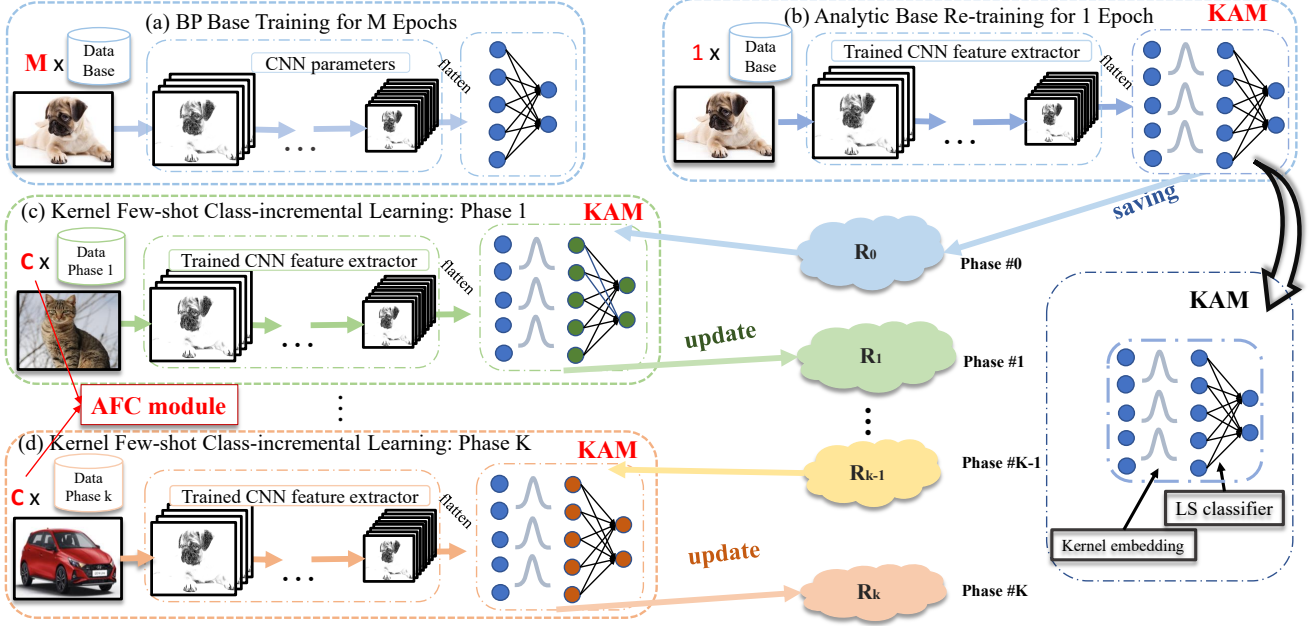 (a) BP Base Training for M Epochs
M x
Data
Base
CNN parameters
flatten
...
(b) Analytic Base Re-training for 1 Epoch
KAM
1 x
Data
Base
Trained CNN feature extractor
flatten
...
saving
(c) Kernel Few-shot Class-incremental Learning: Phase 1
KAM
C x
Data
Phase 1
Trained CNN feature extractor
flatten
...
R0
Phase #0
update
R1
Phase #1
AFC module
(d) Kernel Few-shot Class-incremental Learning: Phase K
KAM
C x
Data
Phase k
Trained CNN feature extractor
flatten
...
Rk-1
Phase #K-1
update
Rk
Phase #K
KAM
LS classifier
Kernel embedding